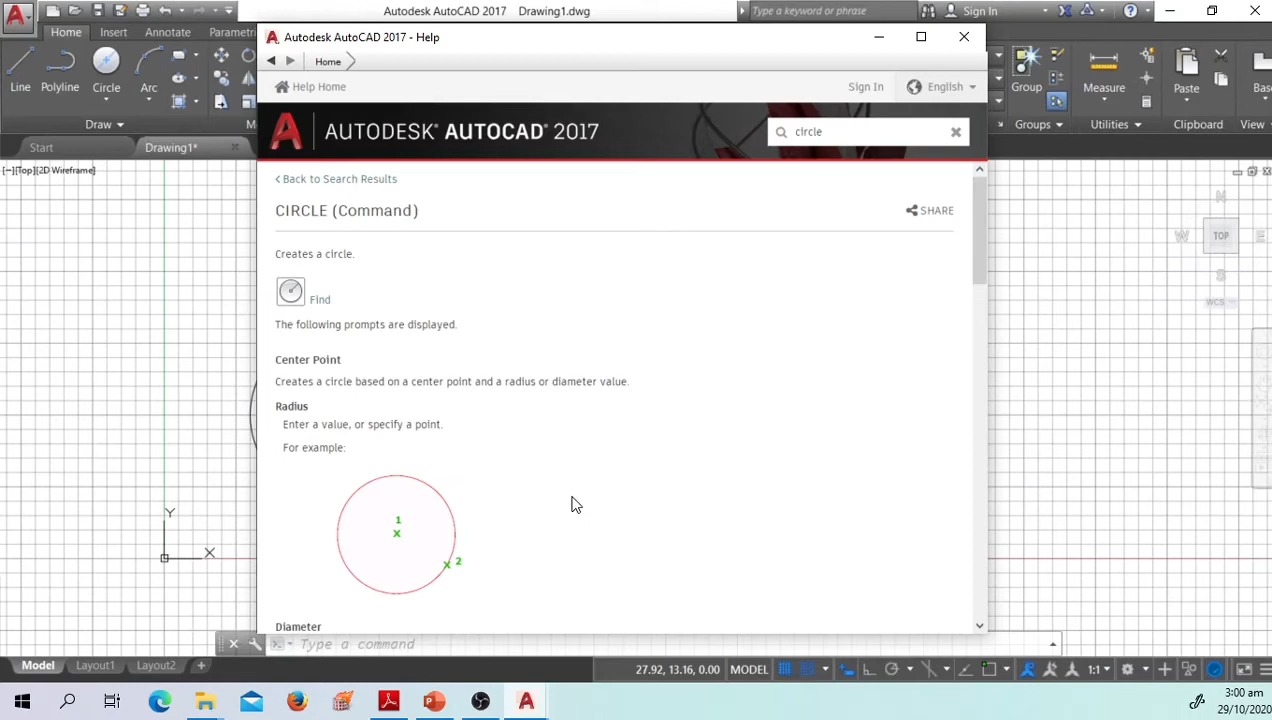 Autodesk AutoCAD 2017 Drawing1.dwg
Type a keyword or phrase
Sign In
Home Insert Annotate Parametri
Autodesk AutoCAD 2017 - Help
Line Polyline Circle Arc
Group Measure Paste Bas
Draw
M
Groups Utilities Clipboard View
Home
Help Home
Sign In English
AUTODESK® AUTOCAD® 2017
circle
Start Drawing1*
[−][Top][2D Wireframe]
Back to Search Results
CIRCLE (Command)
SHARE
Creates a circle.
Find
The following prompts are displayed.
Center Point
Creates a circle based on a center point and a radius or diameter value.
Radius
Enter a value, or specify a point.
For example:
1
2
Diameter
N
W TOP E
S
WCS
Y
X
Type a command
Model Layout1 Layout2 +
27.92, 13.16, 0.00 MODEL
1:1
3:00 am
29/10/2020